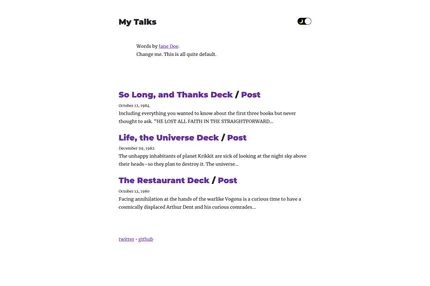 My Talks
Words by Jane Doe.
Change me. This is all quite default.
So Long, and Thanks Deck / Post
October 12, 1984
Including everything you wanted to know about the first three books but never
thought to ask. "HE LOST ALL FAITH IN THE STRAIGHTFORWARD…
Life, the Universe Deck / Post
December 09, 1982
The unhappy inhabitants of planet Krikkit are sick of looking at the night sky above
their heads–so they plan to destroy it. The universe…
The Restaurant Deck / Post
October 12, 1980
Facing annihilation at the hands of the warlike Vogons is a curious time to have a
cosmically displaced Arthur Dent and his curious comrades…
twitter • github